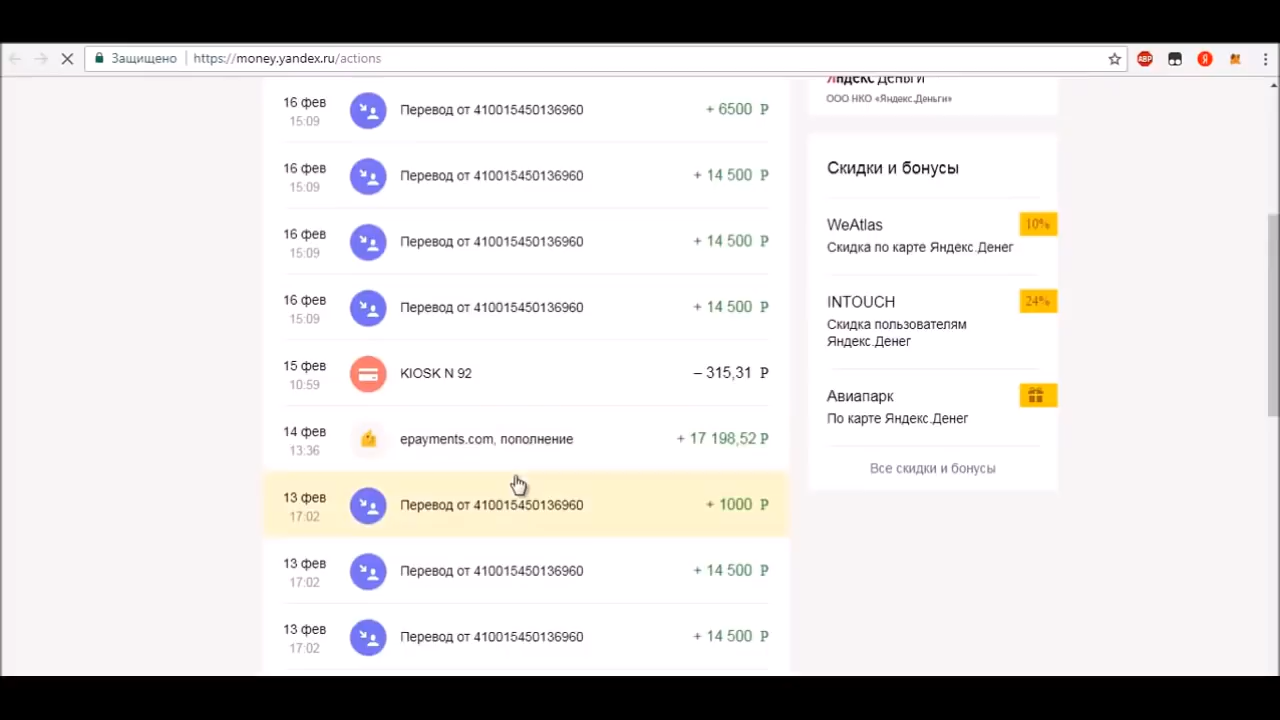 Защищено https://money.yandex.ru/actions
ABP
Я
16 фев
15:09
Перевод от 410015450136960
+ 6500 Р
16 фев
15:09
Перевод от 410015450136960
+ 14 500 Р
16 фев
15:09
Перевод от 410015450136960
+ 14 500 Р
16 фев
15:09
Перевод от 410015450136960
+ 14 500 Р
15 фев
10:59
KIOSK N 92
– 315,31 Р
14 фев
13:36
epayments.com, пополнение
+ 17 198,52 Р
13 фев
17:02
Перевод от 410015450136960
+ 1000 Р
13 фев
17:02
Перевод от 410015450136960
+ 14 500 Р
13 фев
17:02
Перевод от 410015450136960
+ 14 500 Р
Яндекс Деньги
ООО НКО «Яндекс.Деньги»
Скидки и бонусы
WeAtlas
10%
Скидка по карте Яндекс.Денег
INTOUCH
24%
Скидка пользователям
Яндекс.Денег
Авиапарк
По карте Яндекс.Денег
Все скидки и бонусы